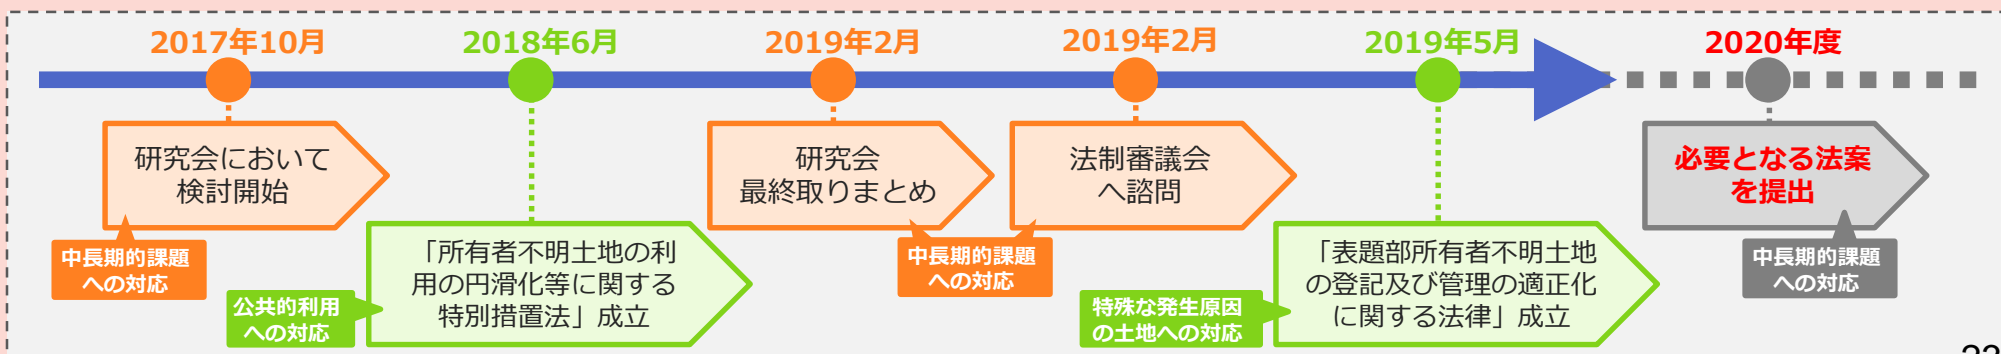 2017年10月
2018年6月
2019年2月
2019年2月
2019年5月
2020年度
研究会において
検討開始
中長期的課題
への対応
「所有者不明土地の利
用の円滑化等に関する
特別措置法」成立
公共的利用
への対応
研究会
最終取りまとめ
法制審議会
へ諮問
中長期的課題
への対応
「表題部所有者不明土地
の登記及び管理の適正化
に関する法律」成立
特殊な発生原因
の土地への対応
必要となる法案
を提出
中長期的課題
への対応